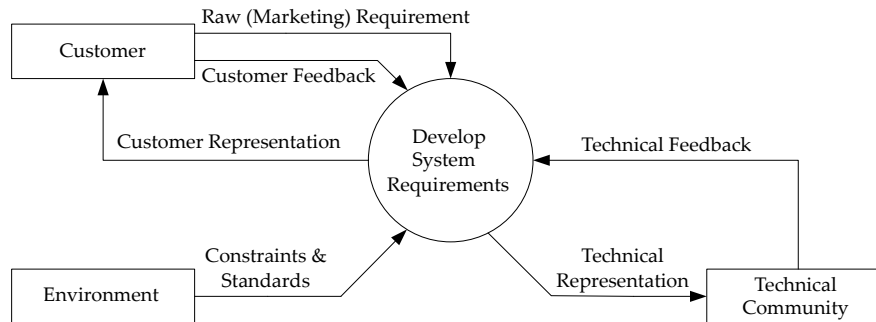 Raw (Marketing) Requirement
Customer
Customer Feedback
Customer Representation
Develop
System
Requirements
Technical Feedback
Constraints &
Standards
Technical
Representation
Environment
Technical
Community